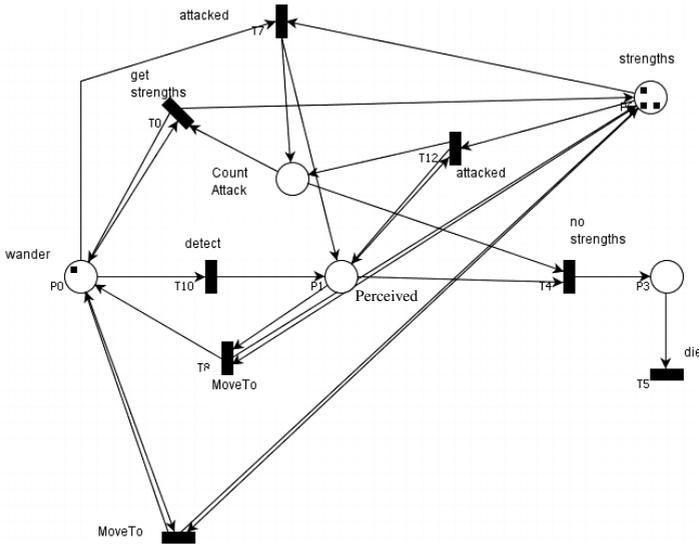 attacked
T7
strengths
get
strengths
T0
T12
attacked
Count
Attack
no
strengths
wander
detect
P0
T10
P1
Perceived
T4
P3
T8
MoveTo
die
T5
MoveTo